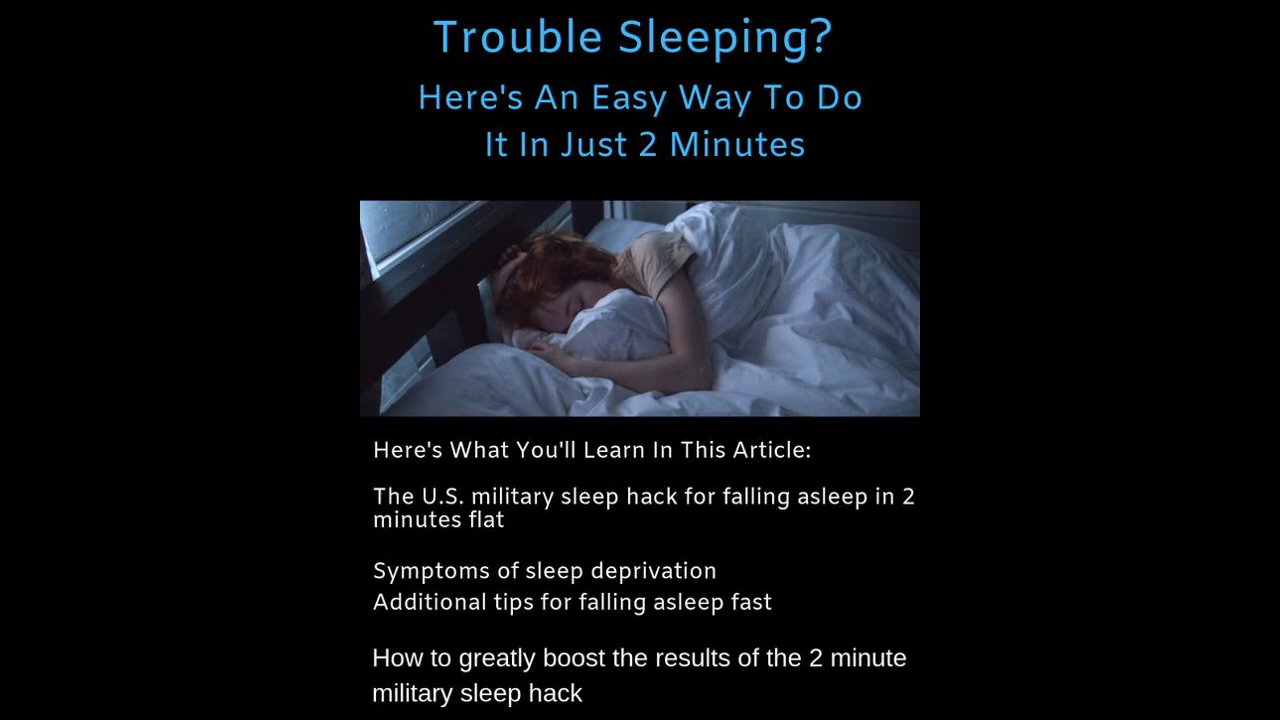 Trouble Sleeping?
Here's An Easy Way To Do
It In Just 2 Minutes
Here's What You'll Learn In This Article:
The U.S. military sleep hack for falling asleep in 2
minutes flat
Symptoms of sleep deprivation
Additional tips for falling asleep fast
How to greatly boost the results of the 2 minute
military sleep hack